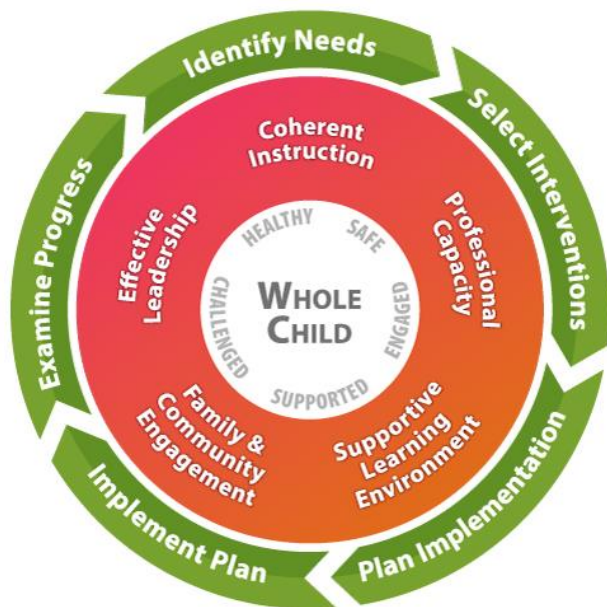 Identify Needs
Select Interventions
Plan Implementation
Implement Plan
Examine Progress
Coherent
Instruction
Professional
Capacity
Supportive
Learning
Environment
Family &
Community
Engagement
Effective
Leadership
HEALTHY
SAFE
ENGAGED
SUPPORTED
CHALLENGED
WHOLE
CHILD